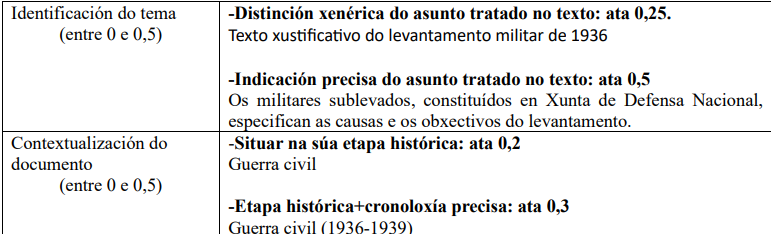 Identificación do tema
(entre 0 e 0,5)
-Distinción xenérica do asunto tratado no texto: ata 0,25.
Texto xustificativo do levantamento militar de 1936
-Indicación precisa do asunto tratado no texto: ata 0,5
Os militares sublevados, constituídos en Xunta de Defensa Nacional,
especifican as causas e os obxectivos do levantamento.
Contextualización do
documento
(entre 0 e 0,5)
-Situar na súa etapa histórica: ata 0,2
Guerra civil
-Etapa histórica+cronoloxía precisa: ata 0,3
Guerra civil (1936-1939)